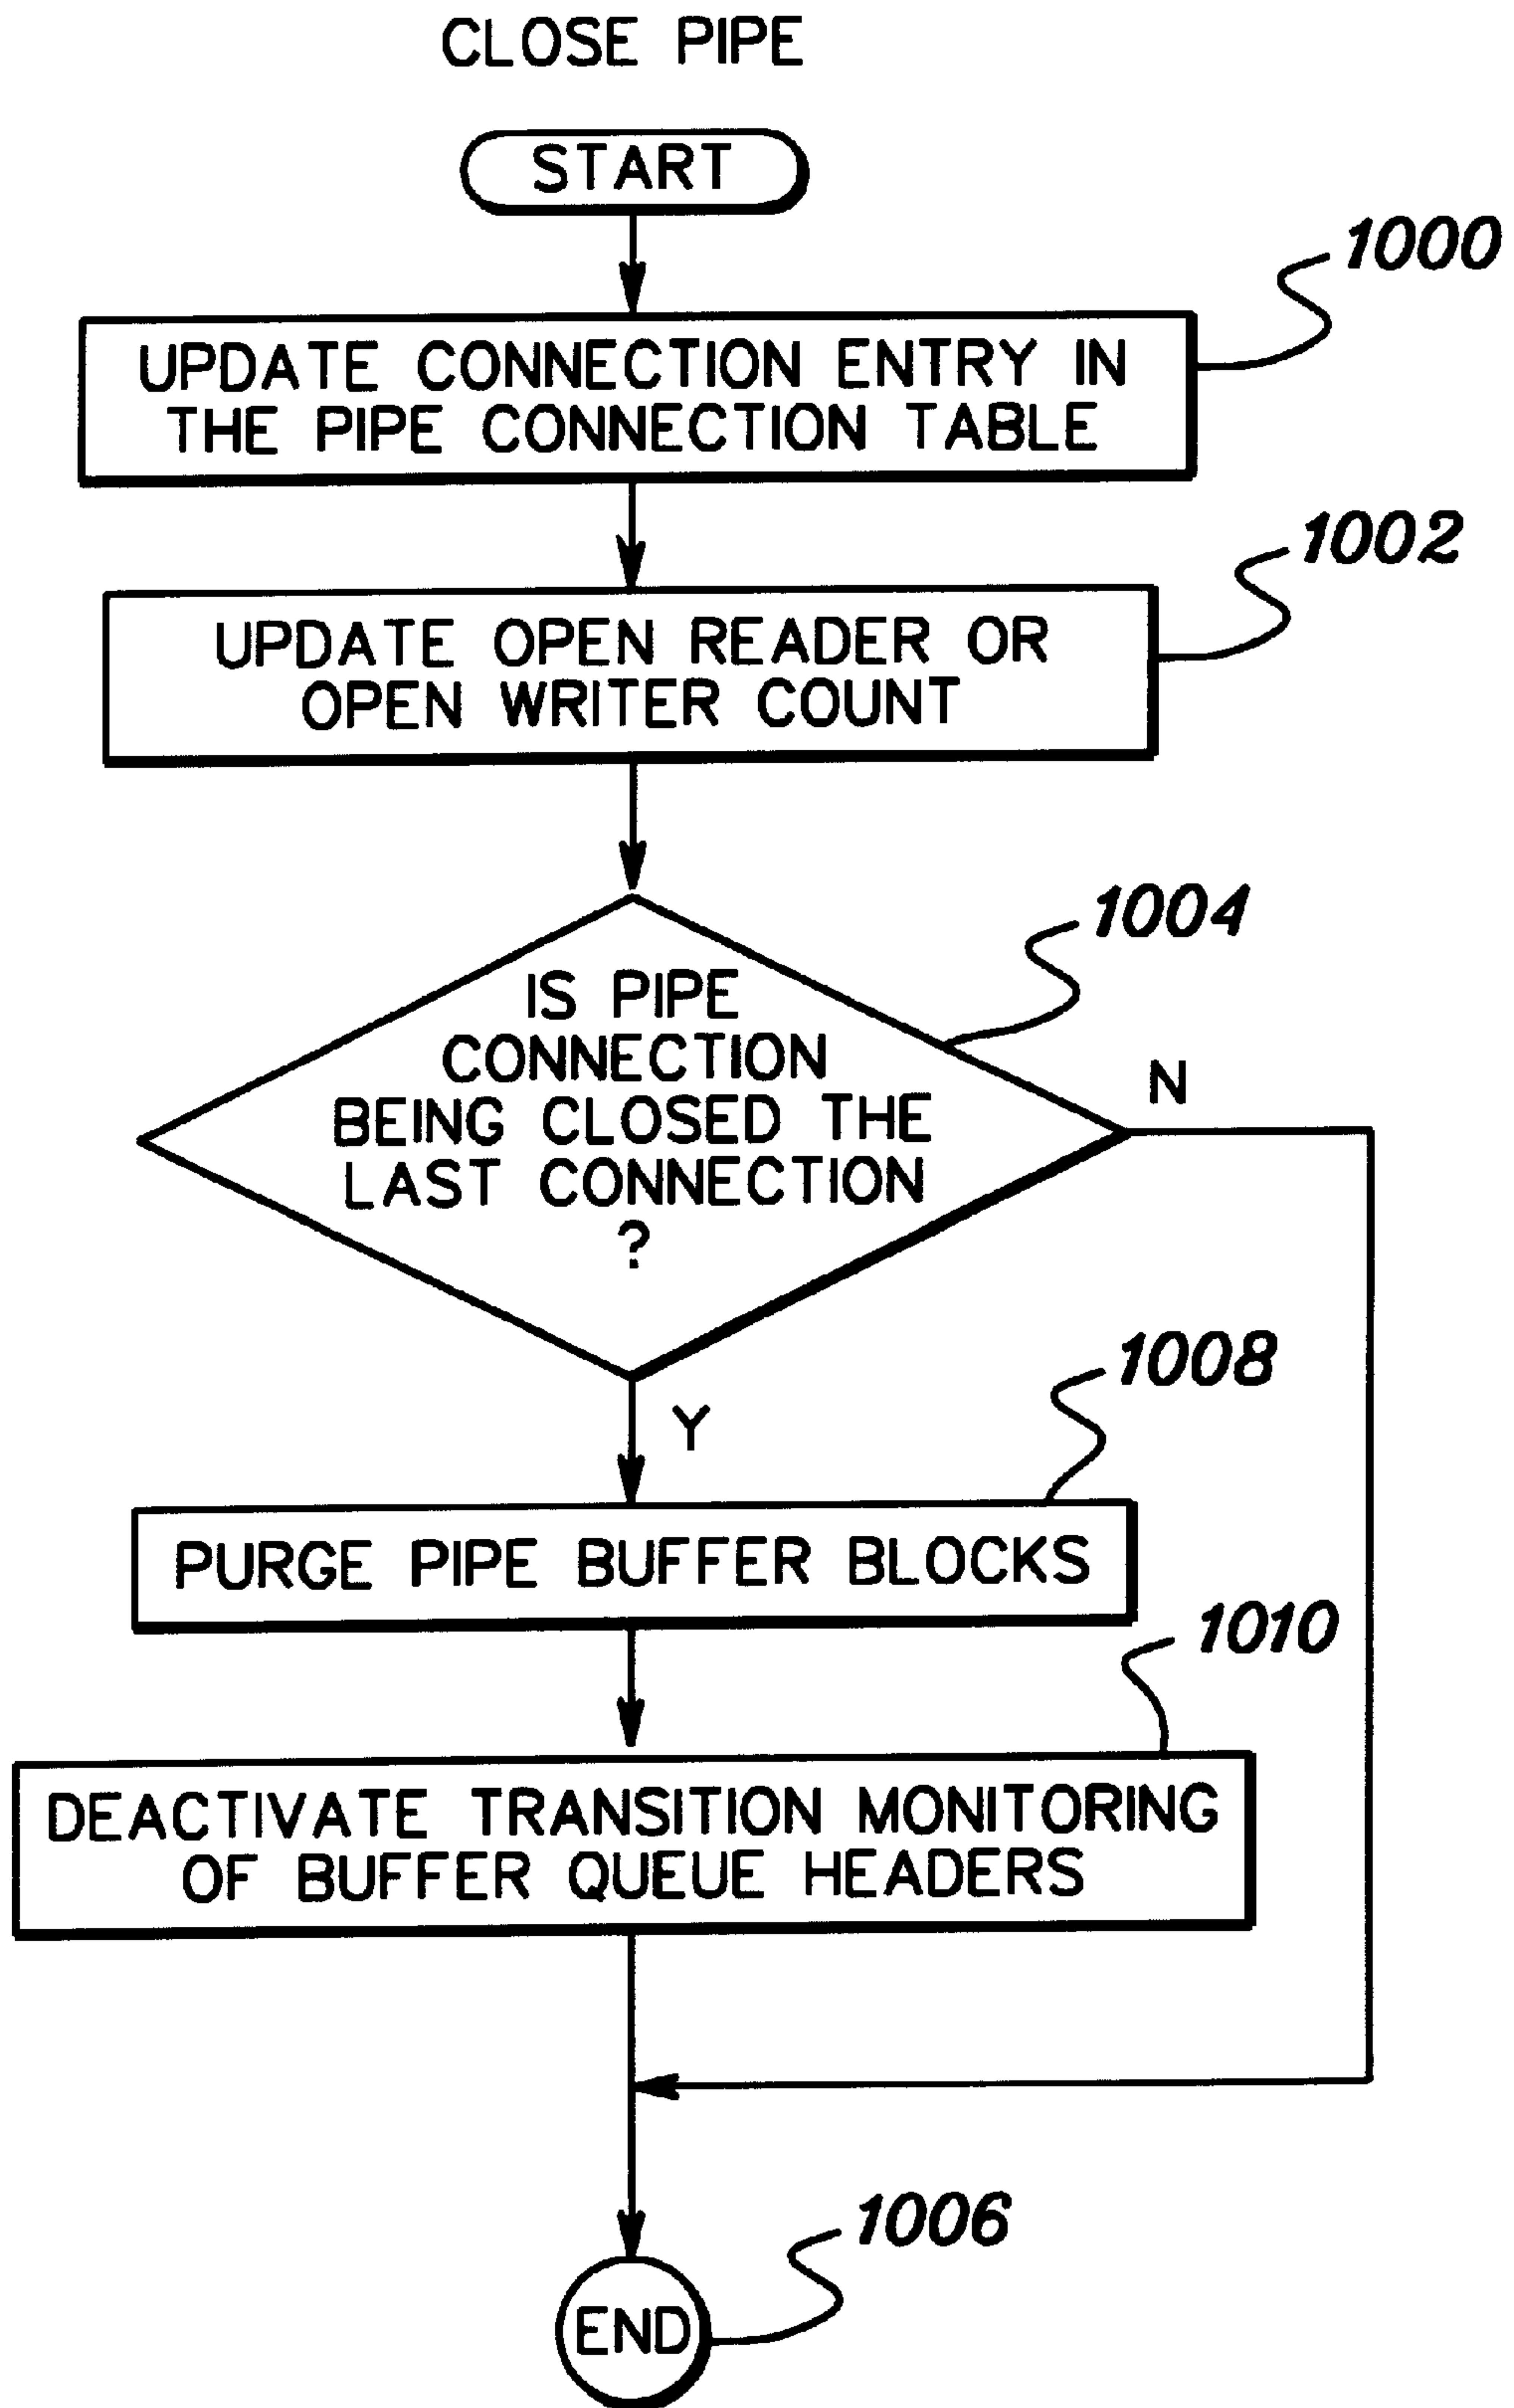 CLOSE PIPE
START
1000
UPDATE CONNECTION ENTRY IN
THE PIPE CONNECTION TABLE
1002
UPDATE OPEN READER OR
OPEN WRITER COUNT
1004
IS PIPE
CONNECTION
BEING CLOSED THE
LAST CONNECTION
?
N
Y
1008
PURGE PIPE BUFFER BLOCKS
1010
DEACTIVATE TRANSITION MONITORING
OF BUFFER QUEUE HEADERS
1006
END